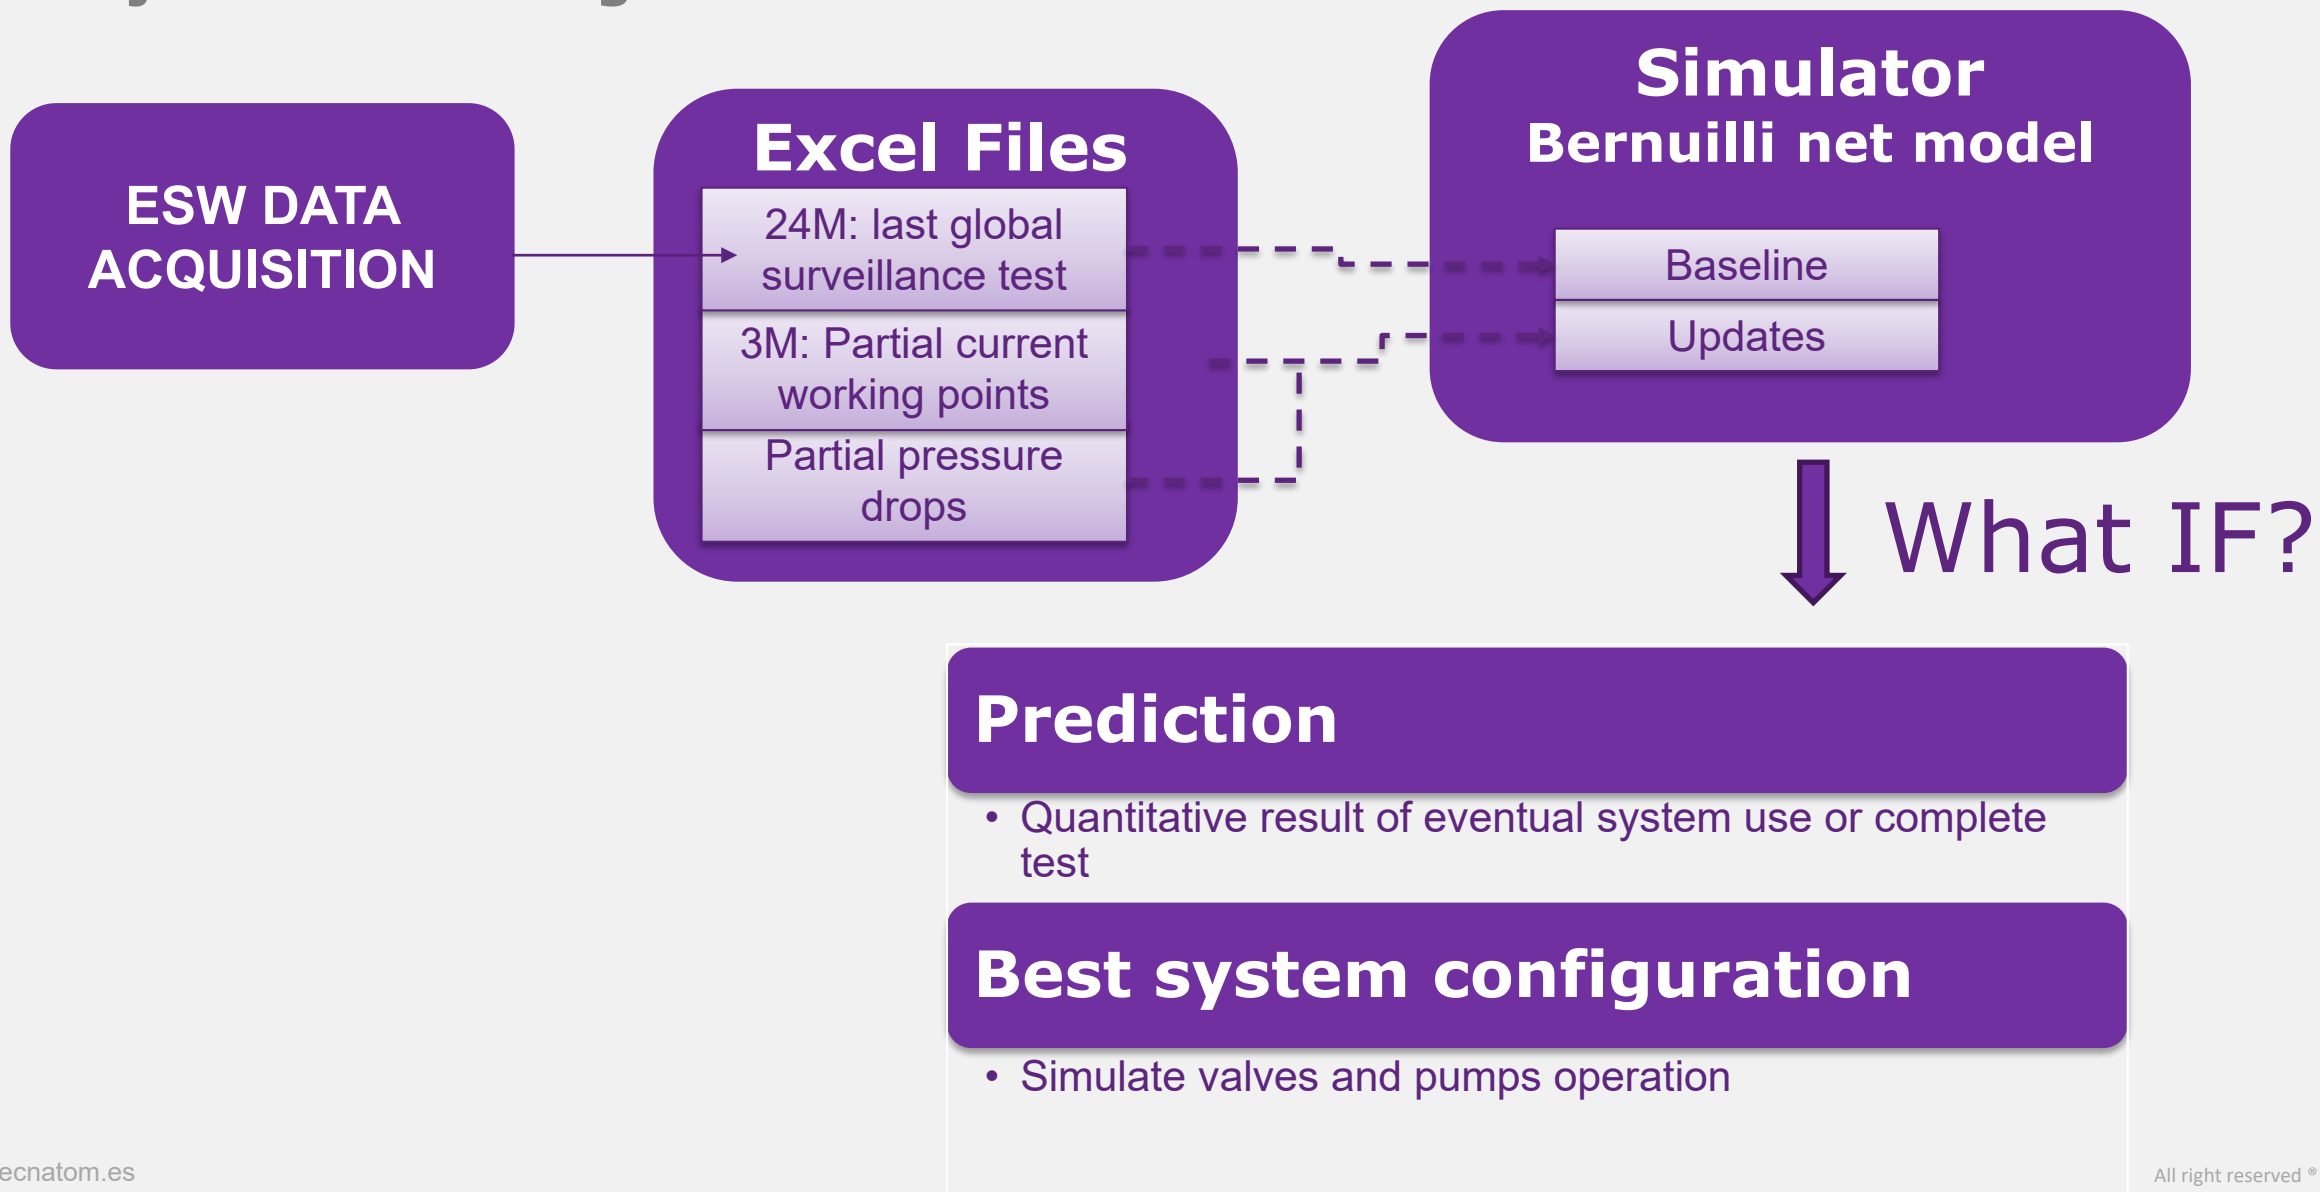 ESW DATA
ACQUISITION
Excel Files
24M: last global
surveillance test
3M: Partial current
working points
Partial pressure
drops
Simulator
Bernuilli net model
Baseline
Updates
What IF?
Prediction
• Quantitative result of eventual system use or complete
test
Best system configuration
• Simulate valves and pumps operation
ecnatom.es
All right reserved ®